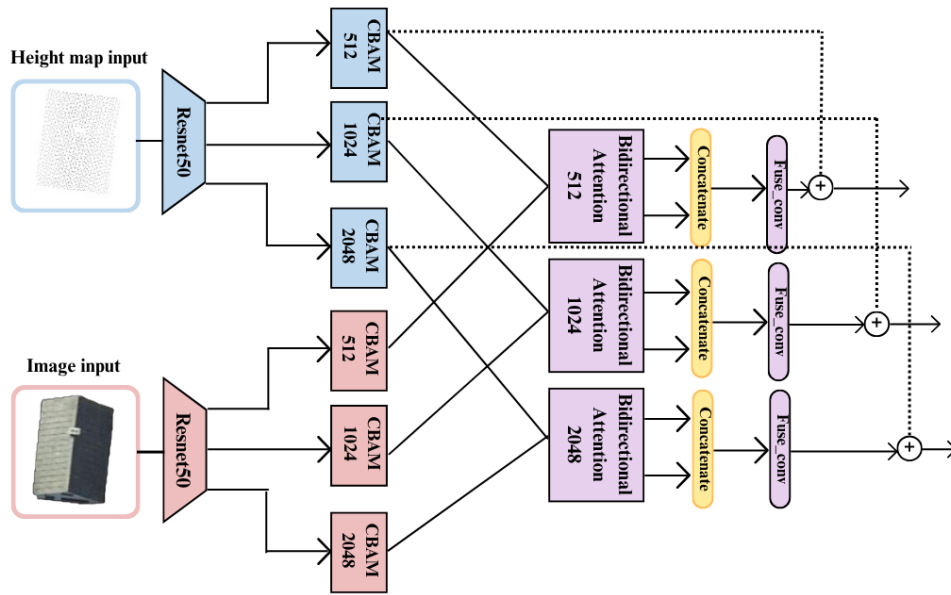 Height map input
Resnet50
CBAM
512
CBAM
1024
CBAM
2048
Image input
Resnet50
CBAM
512
CBAM
1024
CBAM
2048
Bidirectional
Attention
512
Concatenate
Fuse_conv
+
Bidirectional
Attention
1024
Concatenate
Fuse_conv
+
Bidirectional
Attention
2048
Concatenate
Fuse_conv
+